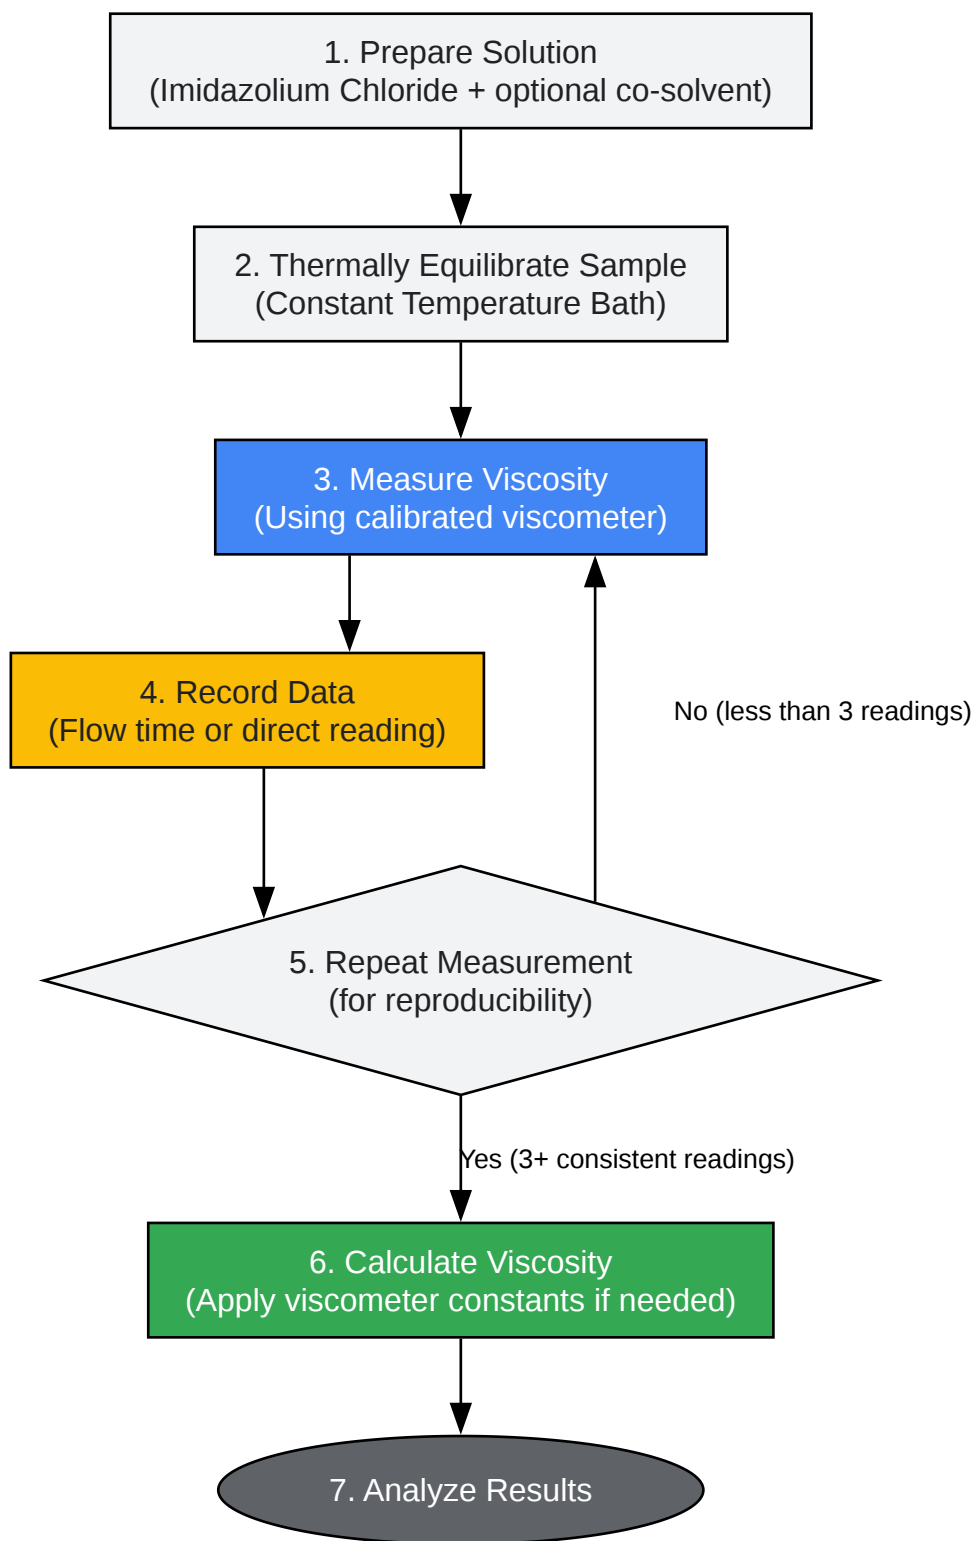 1. Prepare Solution
(Imidazolium Chloride + optional co-solvent)
2. Thermally Equilibrate Sample
(Constant Temperature Bath)
3. Measure Viscosity
(Using calibrated viscometer)
4. Record Data
(Flow time or direct reading)
No (less than 3 readings)
5. Repeat Measurement
(for reproducibility)
Yes (3+ consistent readings)
6. Calculate Viscosity
(Apply viscometer constants if needed)
7. Analyze Results